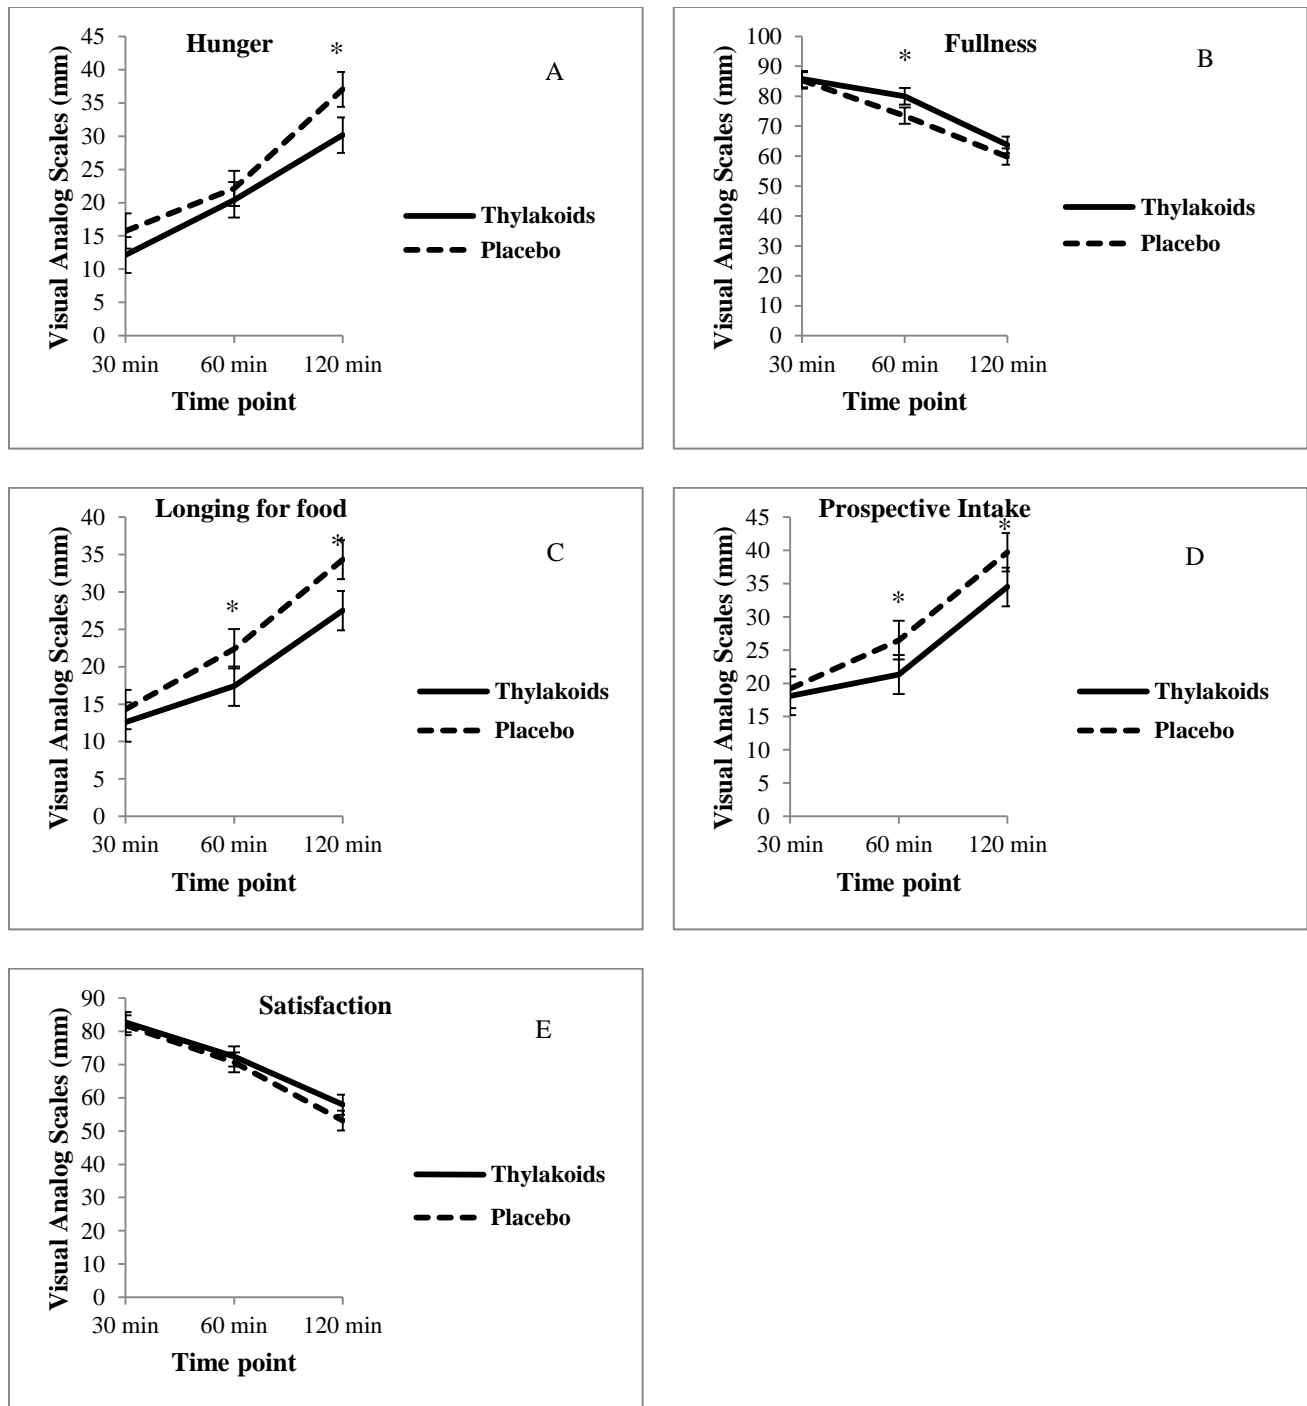 Hunger
*
A
Visual Analog Scales (mm)
45
40
35
30
25
20
15
10
5
0
30 min 60 min 120 min
Time point
Thylakoids
Placebo
Fullness
*
B
Visual Analog Scales (mm)
100
90
80
70
60
50
40
30
20
10
0
30 min 60 min 120 min
Time point
Thylakoids
Placebo
Longing for food
*
*
C
Visual Analog Scales (mm)
40
35
30
25
20
15
10
5
0
30 min 60 min 120 min
Time point
Thylakoids
Placebo
Prospective Intake
*
*
D
Visual Analog Scales (mm)
45
40
35
30
25
20
15
10
5
0
30 min 60 min 120 min
Time point
Thylakoids
Placebo
Satisfaction
E
Visual Analog Scales (mm)
90
80
70
60
50
40
30
20
10
0
30 min 60 min 120 min
Time point
Thylakoids
Placebo